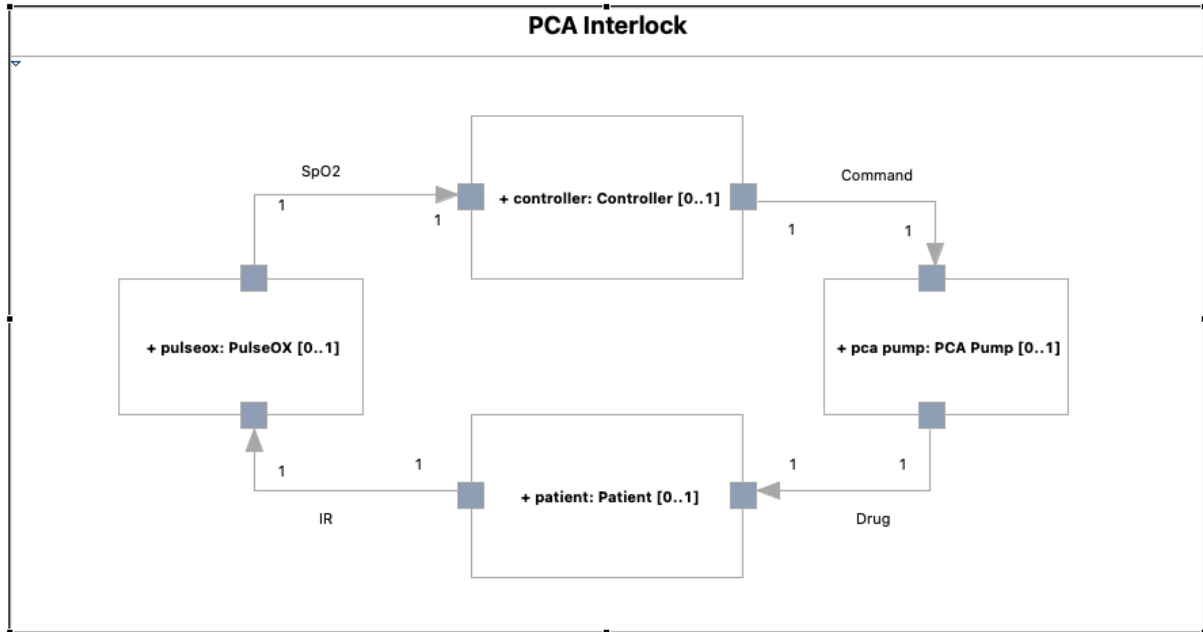 PCA Interlock
SpO2
Command
1
1
1
1
+ controller: Controller [0..1]
+ pulseox: PulseOX [0..1]
+ pca pump: PCA Pump [0..1]
1
1
1
1
+ patient: Patient [0..1]
IR
Drug